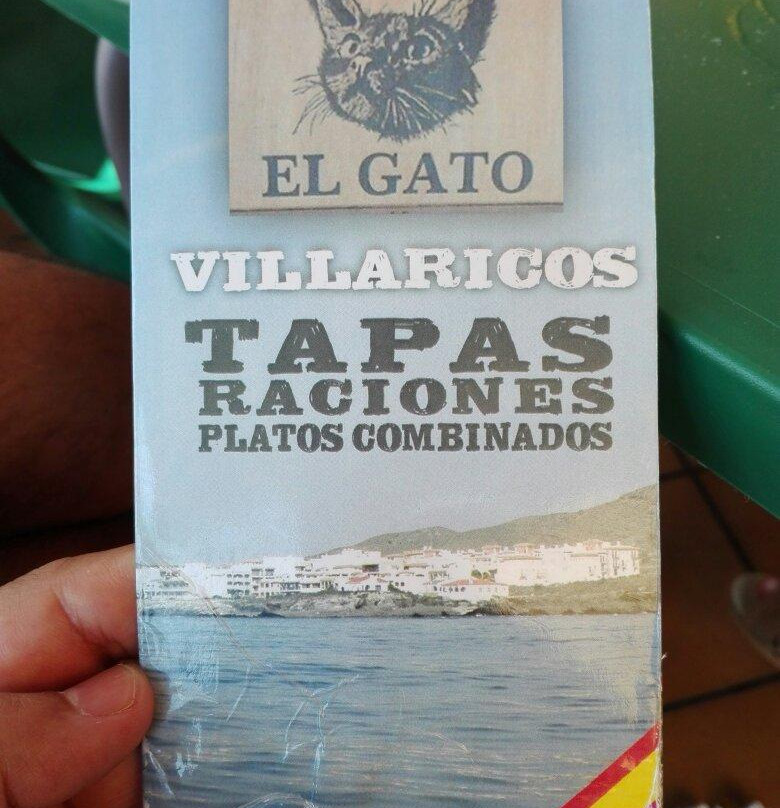 EL GATO
VILLARICOS
TAPAS
RACIONES
PLATOS COMBINADOS